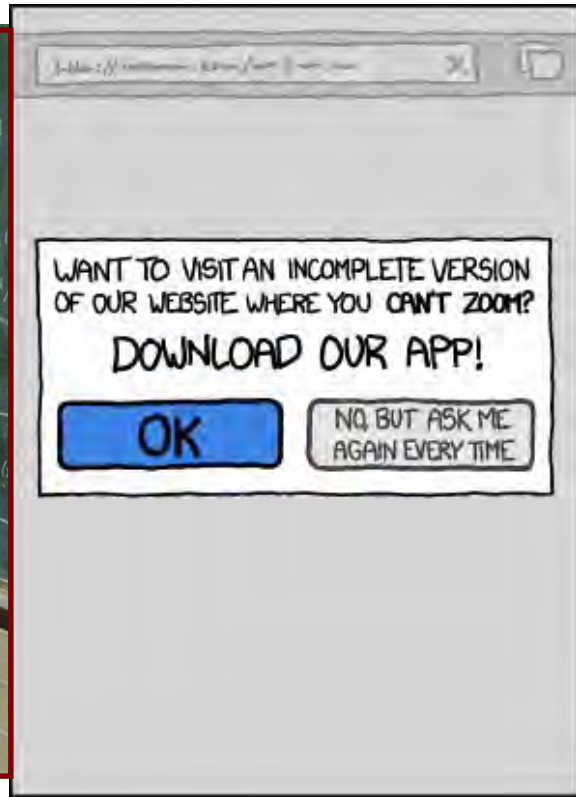 WANT TO VISIT AN INCOMPLETE VERSION
OF OUR WEBSITE WHERE YOU CAN'T ZOOM?
DOWNLOAD OUR APP!
OK
NO, BUT ASK ME
AGAIN EVERY TIME